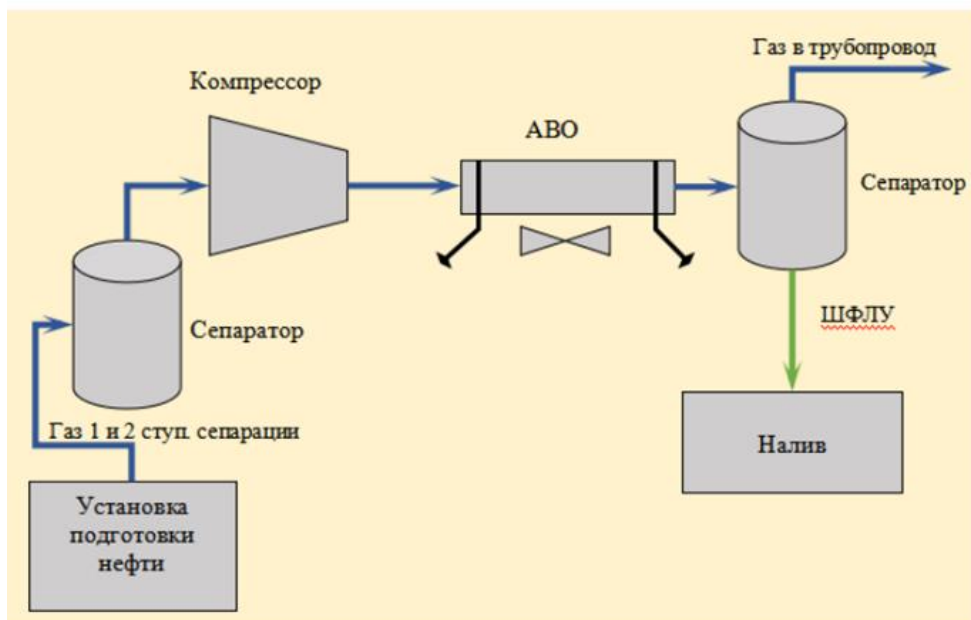 Газ в трубопровод
Компрессор
АВО
Сепаратор
Сепаратор
ШФЛУ
Газ 1 и 2 ступ. сепарации
Налив
Установка
подготовки
нефти